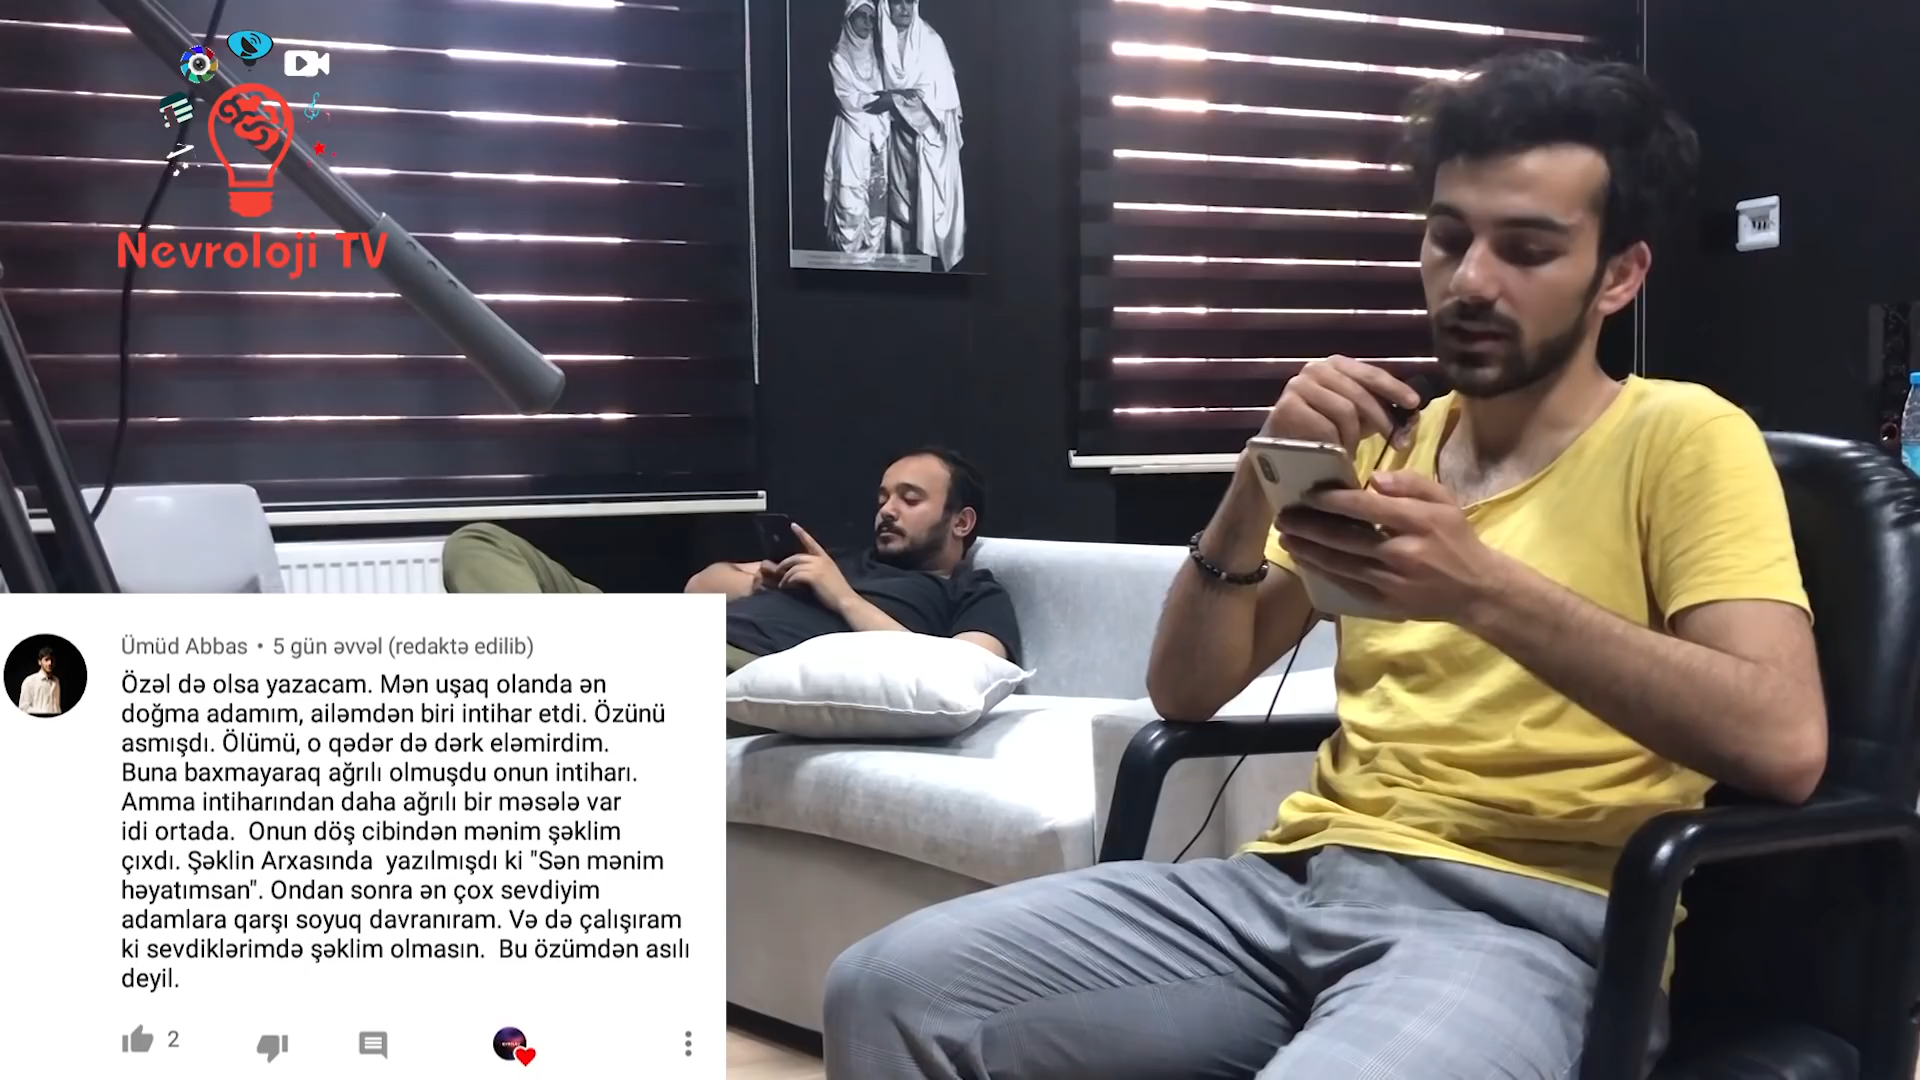 Nevroloji TV
Ümüd Abbas • 5 gün əvvəl (redaktə edilib)
Özəl də olsa yazacam. Mən uşaq olanda ən
doğma adamım, ailəmdən biri intihar etdi. Özünü
asmışdı. Ölümü, o qədər də dərk eləmirdim.
Buna baxmayaraq ağrılı olmuşdu onun intiharı.
Amma intiharından daha ağrılı bir məsələ var
idi ortada.  Onun döş cibindən mənim şəklim
çıxdı. Şəklin Arxasında  yazılmışdı ki "Sən mənim
həyatımsan". Ondan sonra ən çox sevdiyim
adamlara qarşı soyuq davranıram. Və də çalışıram
ki sevdiklərimdə şəklim olmasın.  Bu özümdən asılı
deyil.
2